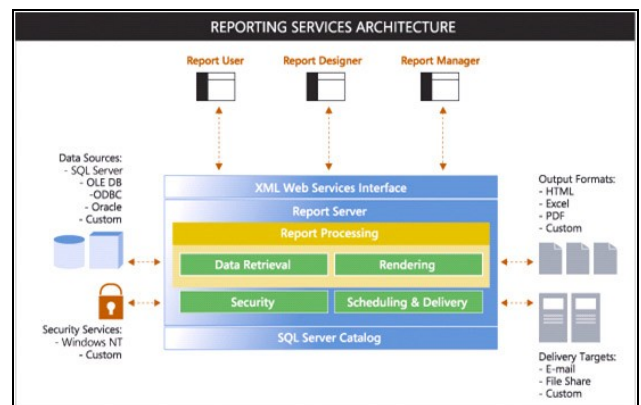 REPORTING SERVICES ARCHITECTURE
Report User
Report Designer
Report Manager
Data Sources:
- SQL Server
- OLE DB
-ODBC
- Oracle
- Custom
XML Web Services Interface
Report Server
Report Processing
Data Retrieval
Rendering
Security
Scheduling & Delivery
SQL Server Catalog
Output Formats:
- HTML
- Excel
- PDF
- Custom
Security Services:
- Windows NT
- Custom
Delivery Targets:
- E-mail
- File Share
- Custom